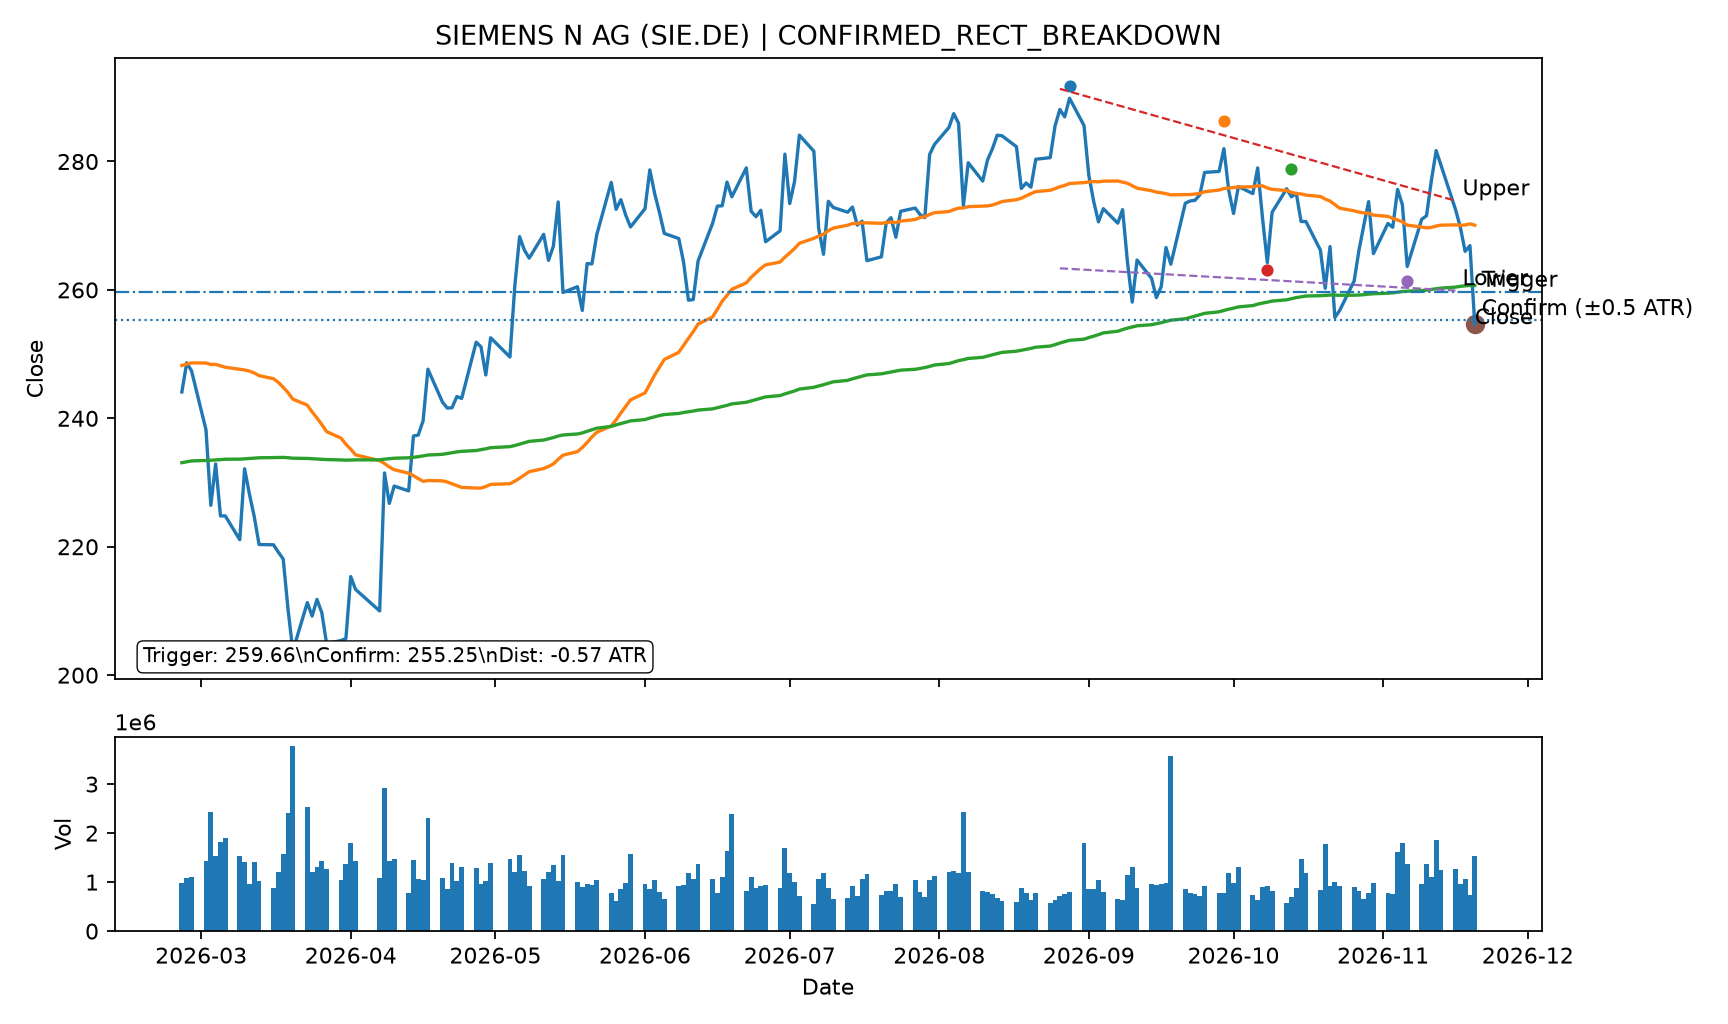 SIEMENS N AG (SIE.DE) | CONFIRMED_RECT_BREAKDOWN
Close
280
260
240
220
200
Upper
Lower
Trigger
Confirm (±0.5 ATR)
Close
Trigger: 259.66\nConfirm: 255.25\nDist: -0.57 ATR
1e6
Vol
3
2
1
0
2026-03
2026-04
2026-05
2026-06
2026-07
2026-08
2026-09
2026-10
2026-11
2026-12
Date